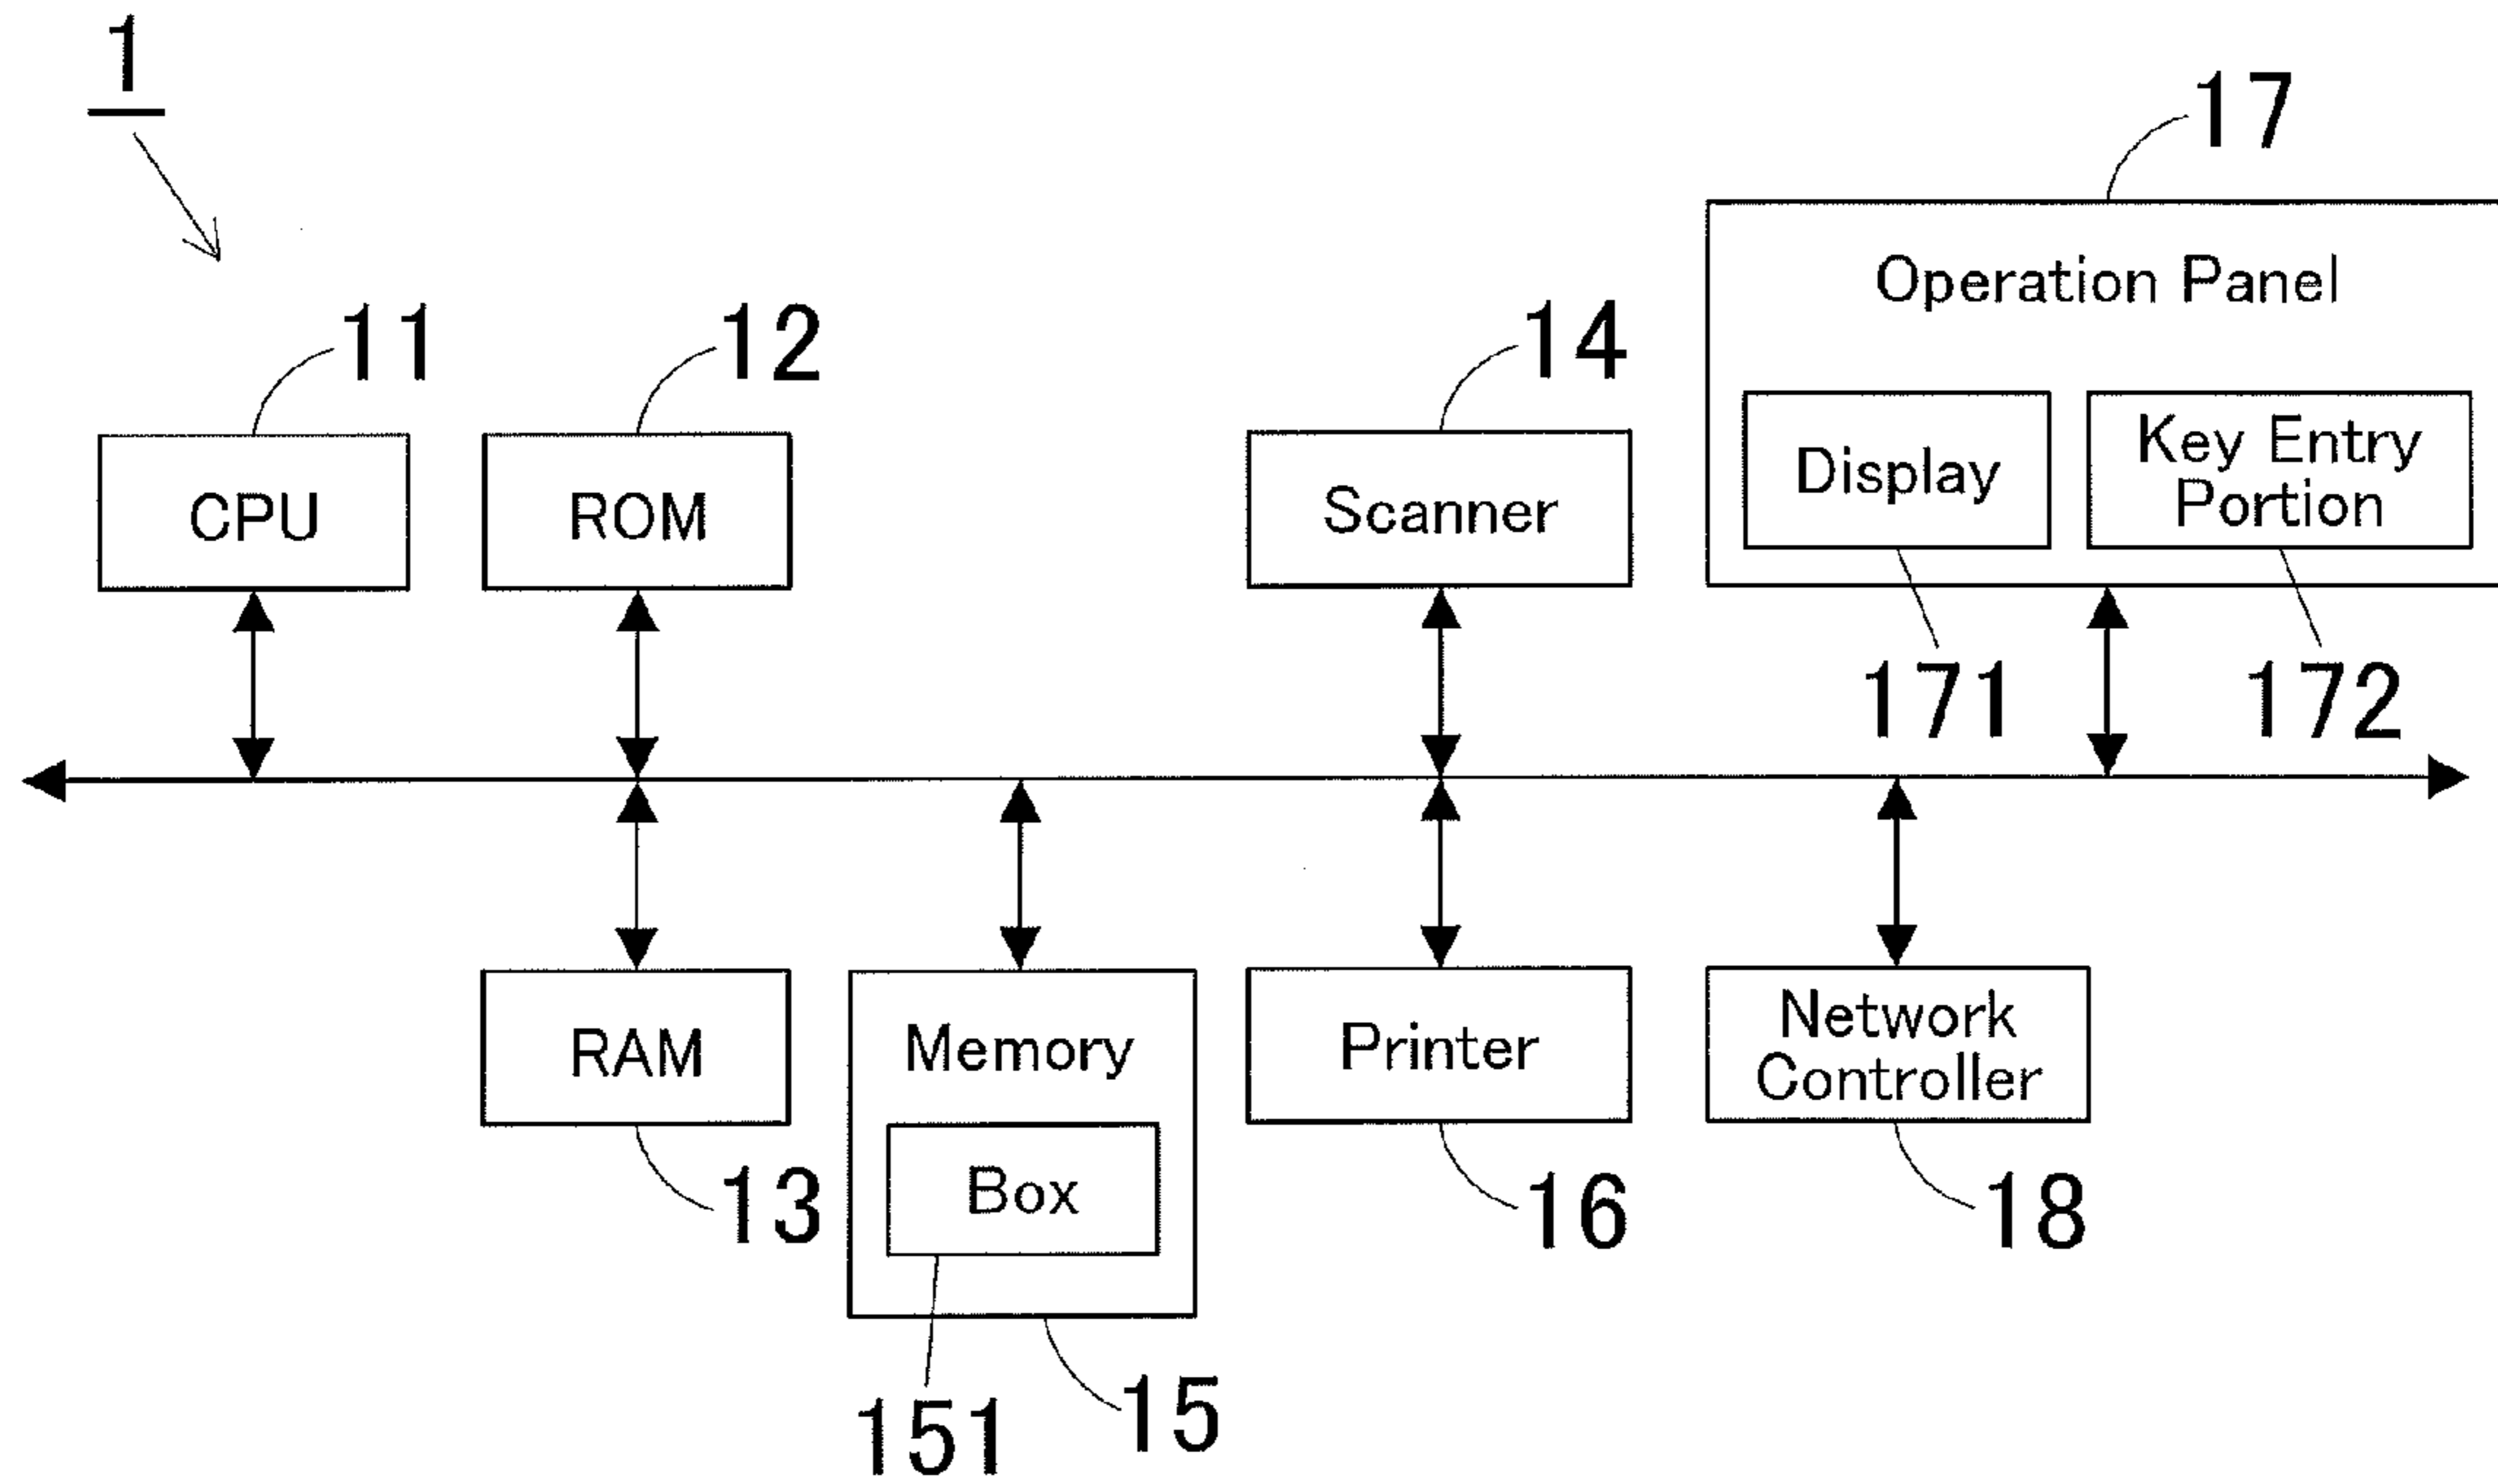 1
17
Operation Panel
11
12
14
Display
Key Entry
Portion
CPU
ROM
Scanner
171
172
RAM
Memory
Printer
Network
Controller
Box
13
16
18
151
15